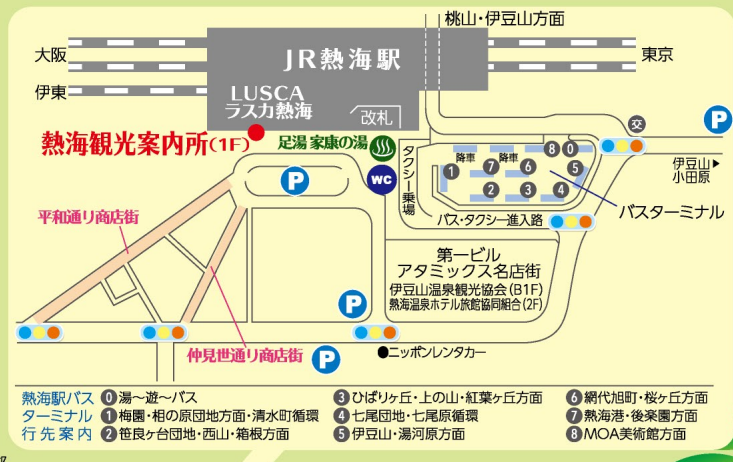 桃山・伊豆山方面
大阪
JR熱海駅
東京
伊東
LUSCA
ラスカ熱海
改札
熱海観光案内所(1F)
足湯 家康の湯
WC
P
タクシー乗場
降車
降車
8 0
1
7
6
5
2
3
4
交
P
伊豆山▶
小田原
バスターミナル
バス・タクシー進入路
平和通り商店街
第一ビル
アタミックス名店街
伊豆山温泉観光協会(B1F)
熱海温泉ホテル旅館協同組合(2F)
P
仲見世通り商店街
P
●ニッポンレンタカー
熱海駅バス
ターミナル
行先案内
0 湯～遊～バス
1 梅園・相の原団地方面・清水町循環
2 笹良ヶ台団地・西山・箱根方面
3 ひばりヶ丘・上の山・紅葉ヶ丘方面
4 七尾団地・七尾原循環
5 伊豆山・湯河原方面
6 網代旭町・桜ヶ丘方面
7 熱海港・後楽園方面
8 MOA美術館方面